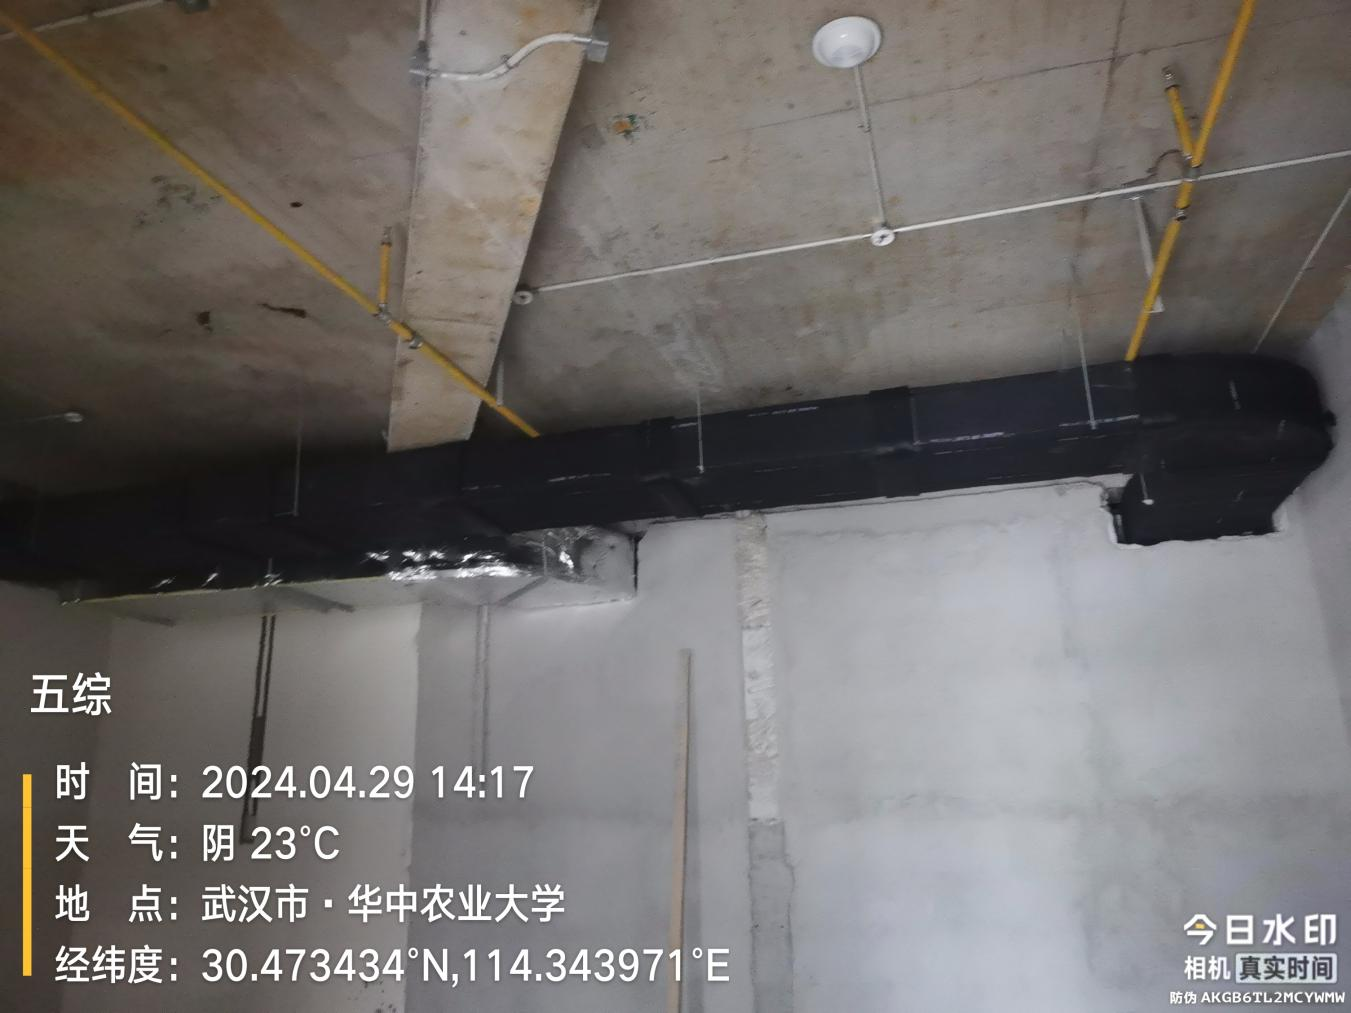 五综
时 间：2024.04.29 14:17
天 气：阴 23°C
地 点：武汉市·华中农业大学
经纬度：30.473434°N,114.343971°E
今日水印
相机 真实时间
防伪 AKGB6TL2MCYWMW